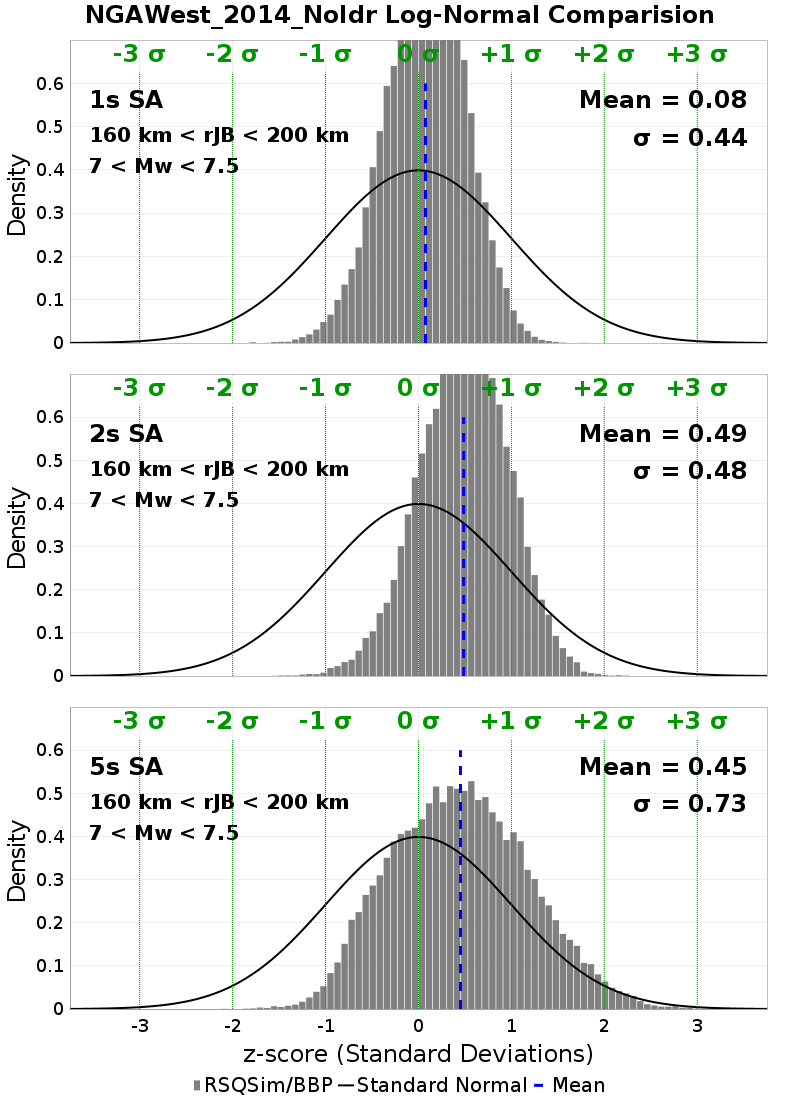 NGAWest_2014_NoIdr Log-Normal Comparision
-3 σ -2 σ -1 σ 0 σ +1 σ +2 σ +3 σ
0.6
1s SA Mean = 0.08
0.5
160 km < rJB < 200 km σ = 0.44
0.4
7 < Mw < 7.5
0.3
0.2
0.1
0
Density
-3 σ -2 σ -1 σ 0 σ +1 σ +2 σ +3 σ
0.6
2s SA Mean = 0.49
0.5
160 km < rJB < 200 km σ = 0.48
0.4
7 < Mw < 7.5
0.3
0.2
0.1
0
Density
-3 σ -2 σ -1 σ 0 σ +1 σ +2 σ +3 σ
0.6
5s SA Mean = 0.45
0.5
160 km < rJB < 200 km σ = 0.73
0.4
7 < Mw < 7.5
0.3
0.2
0.1
0
Density
-3 -2 -1 0 1 2 3
z-score (Standard Deviations)
RSQSim/BBP Standard Normal Mean